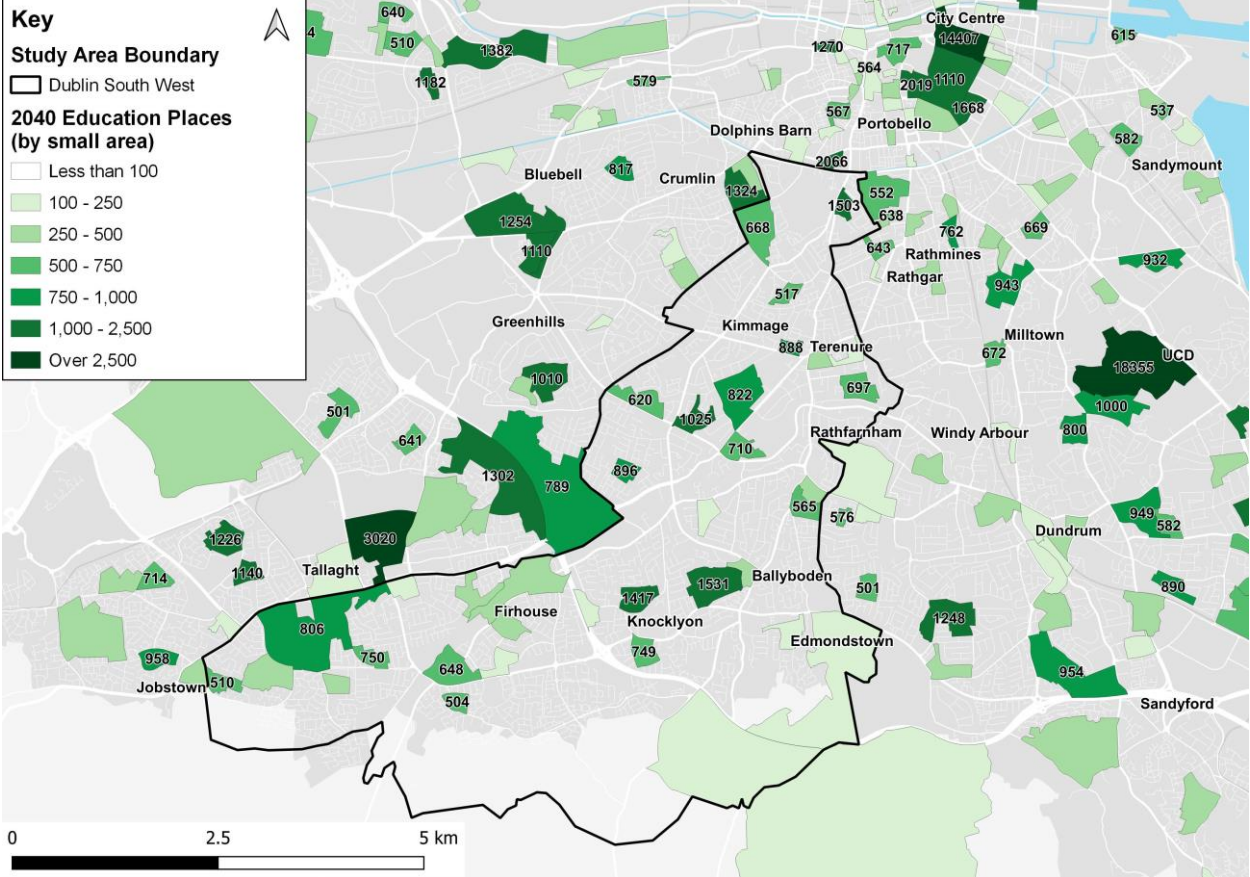 Key
Study Area Boundary
Dublin South West
2040 Education Places
(by small area)
Less than 100
100 - 250
250 - 500
500 - 750
750 - 1,000
1,000 - 2,500
Over 2,500
640
4
510
1382
1182
579
1270
717
City Centre
14407
615
564
2019
1110
1668
567
Portobello
537
582
Sandymount
Dolphins Barn
2066
Bluebell
817
Crumlin
1324
1503
552
638
668
1254
1110
643
762
Rathmines
669
932
Rathgar
943
517
Greenhills
Kimmage
888
Terenure
Milltown
672
UCD
18355
1010
620
822
697
1025
1000
800
501
641
710
Rathfarnham
Windy Arbour
1302
789
896
565
576
949
582
Dundrum
3020
1226
1140
Tallaght
714
Firhouse
1417
Knocklyon
1531
Ballyboden
501
890
1248
806
750
749
Edmondstown
958
Jobstown
510
648
504
954
Sandyford
0
2.5
5 km